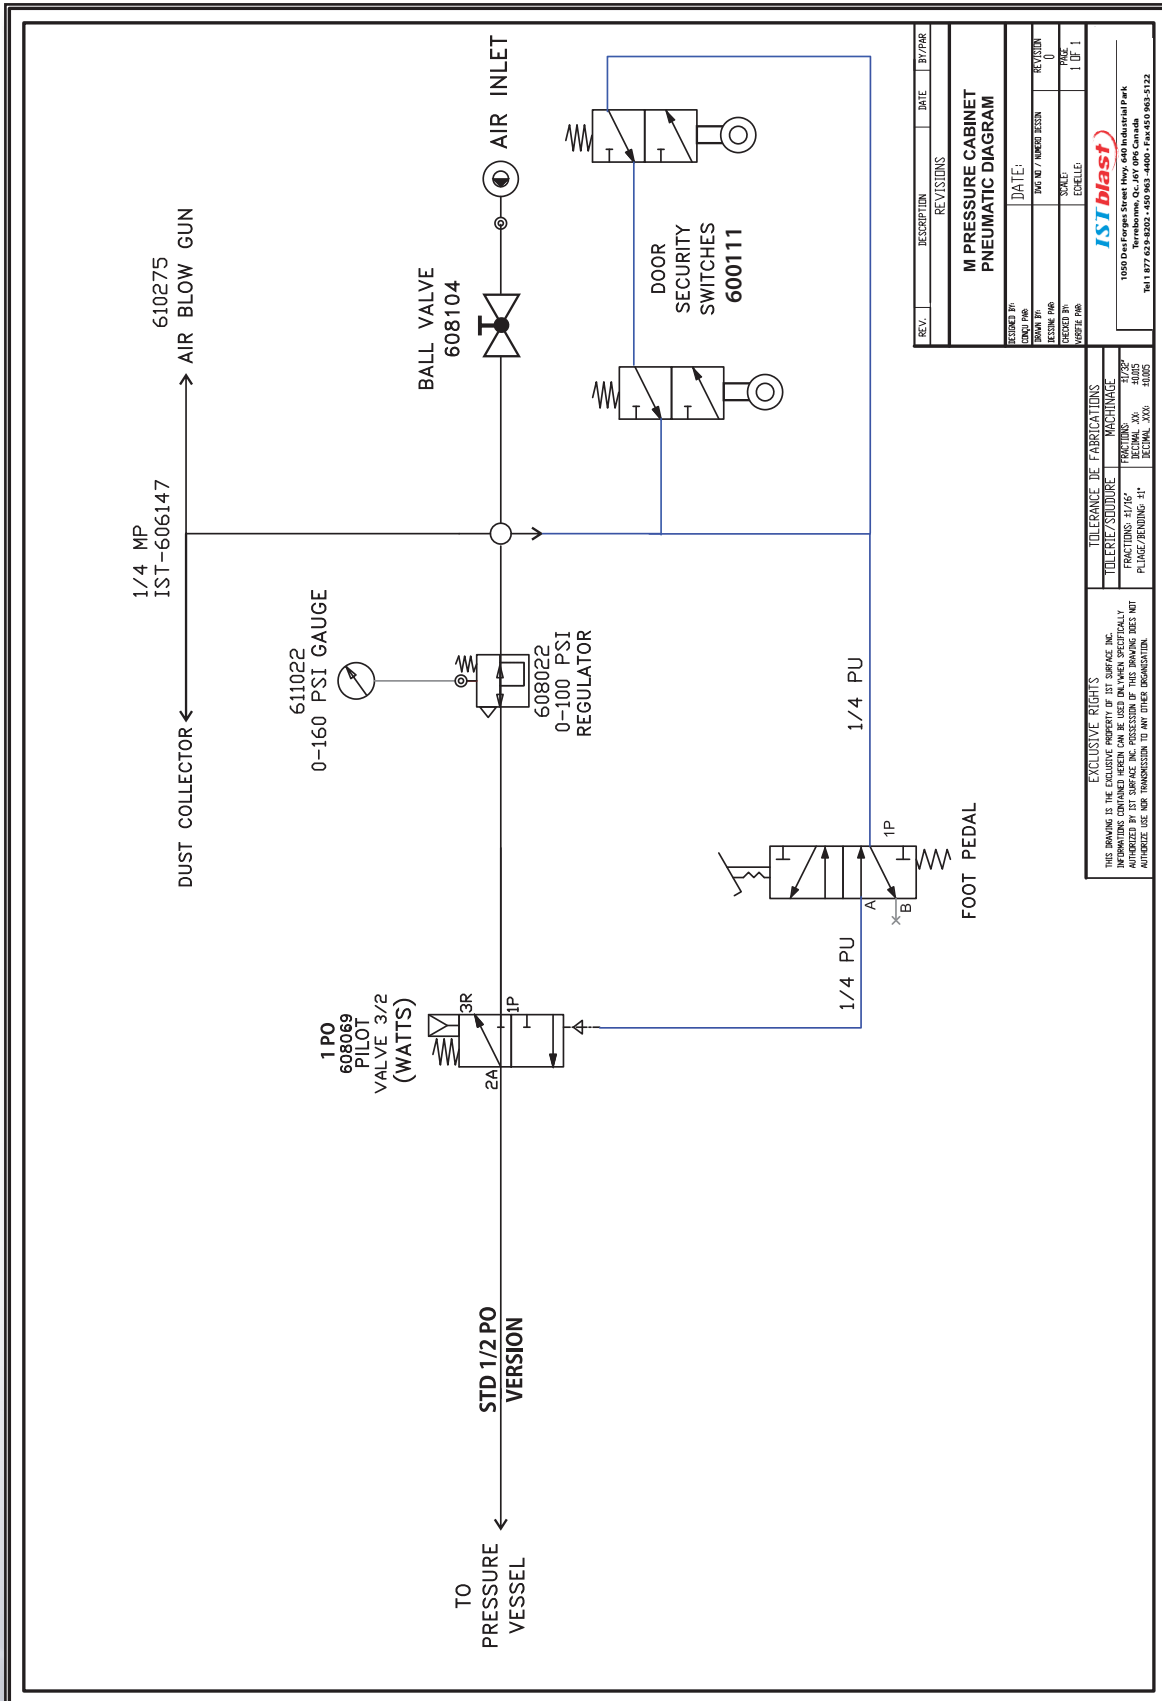 610275
AIR BLOW GUN
1/4 MP
IST-606147
DUST COLLECTOR
AIR INLET
BALL VALVE
608104
611022
0-160 PSI GAUGE
608022
0-100 PSI
REGULATOR
DOOR
SECURITY
SWITCHES
600111
1 PO
608069
PILOT
VALVE 3/2
(WATTS)
3R
1P
2A
STD 1/2 PO
VERSION
TO
PRESSURE
VESSEL
1/4 PU
1/4 PU
1P
A
B
FOOT PEDAL
REV.
DESCRIPTION
DATE
BY/PAR
REVISIONS
M PRESSURE CABINET
PNEUMATIC DIAGRAM
DESIGNED BY:
CONÇU PAR:
DATE:
DRAWN BY:
DESSINE PAR:
DWG NO / NUMERO DESSIN
REVISION
0
CHECKED BY:
VERIFIE PAR:
SCALE:
ECHELLE:
PAGE
1 OF 1
IST blast
1050 Des Forges Street Hwy. 640 Industrial Park
Terrebonne, Qc. J6Y 0P6 Canada
Tel 1 877 629-8202 • 450 963-4400 • Fax 450 963-5122
TOLERANCE DE FABRICATIONS
TOLERIE/SOUDURE
MACHINAGE
FRACTIONS: ±1/16"
PLIAGE/BENDING: ±1°
FRACTIONS: ±1/32"
DECIMAL .XX: ±0.015
DECIMAL .XXX: ±0.005
EXCLUSIVE RIGHTS
THIS DRAWING IS THE EXCLUSIVE PROPERTY OF IST SURFACE INC.
INFORMATIONS CONTAINED HEREIN CAN BE USED ONLY WHEN SPECIFICALLY
AUTHORIZED BY IST SURFACE INC. POSSESSION OF THIS DRAWING DOES NOT
AUTHORIZE USE NOR TRANSMISSION TO ANY OTHER ORGANISATION.